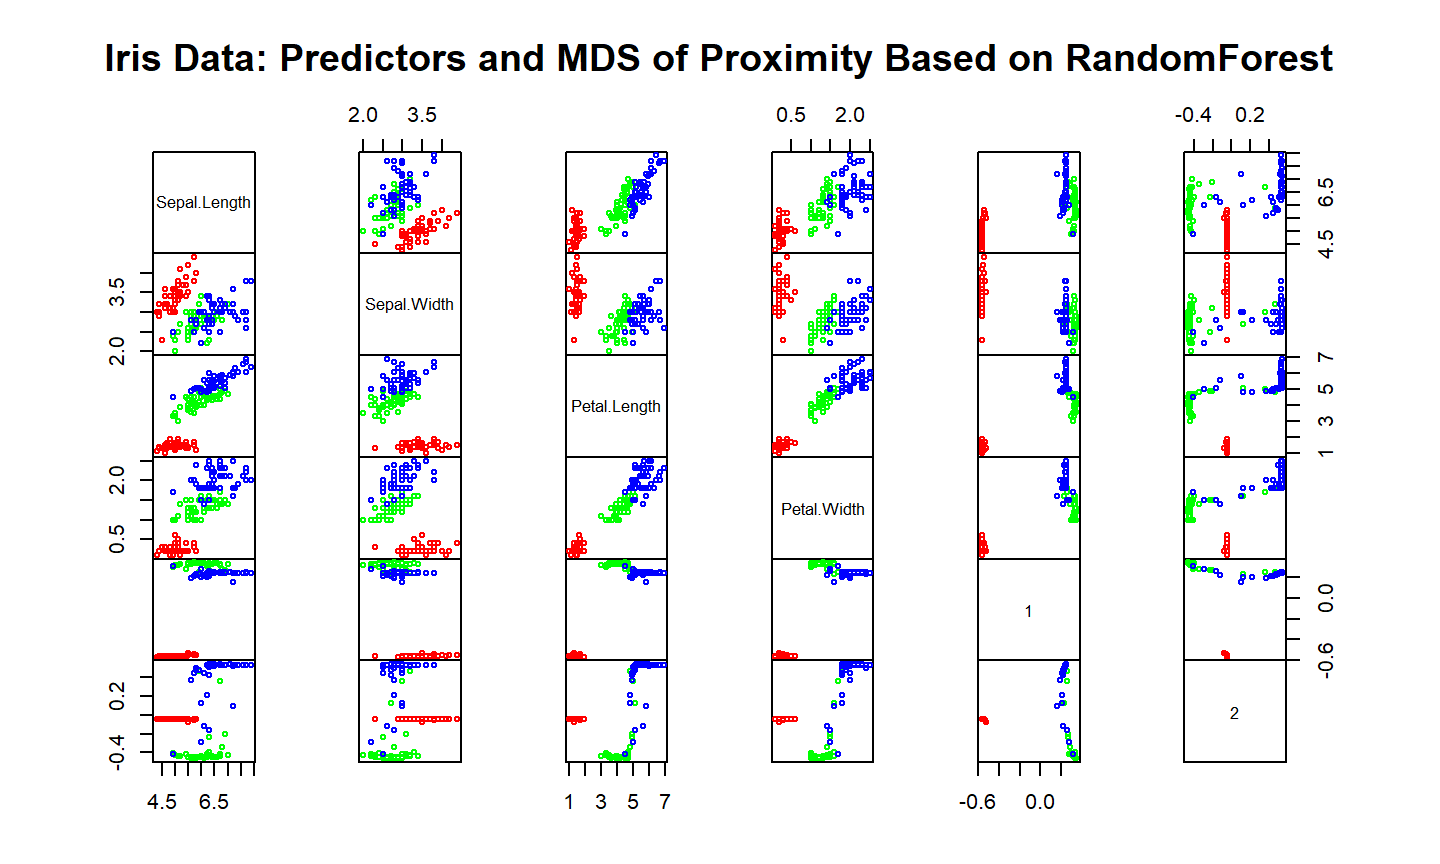 Iris Data: Predictors and MDS of Proximity Based on RandomForest
2.0 3.5 0.5 2.0 -0.4 0.2
Sepal.Length
4.5 6.5
Sepal.Width
2.0 3.5
Petal.Length
1 3 5 7
Petal.Width
0.5 2.0
1
-0.6 0.0
2
-0.4 0.2
4.5 6.5 1 3 5 7 -0.6 0.0